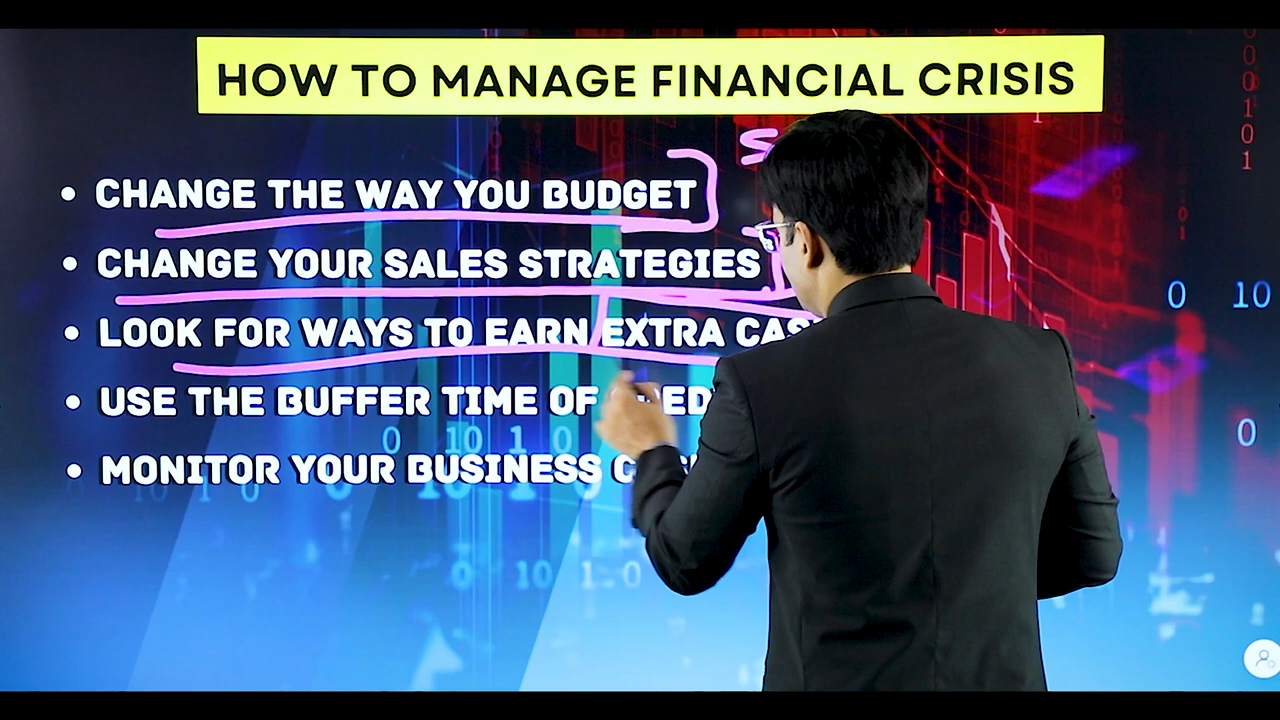 HOW TO MANAGE FINANCIAL CRISIS
• CHANGE THE WAY YOU BUDGET
• CHANGE YOUR SALES STRATEGIES
• LOOK FOR WAYS TO EARN EXTRA
• USE THE BUFFER TIME OF
• MONITOR YOUR BUSINESS